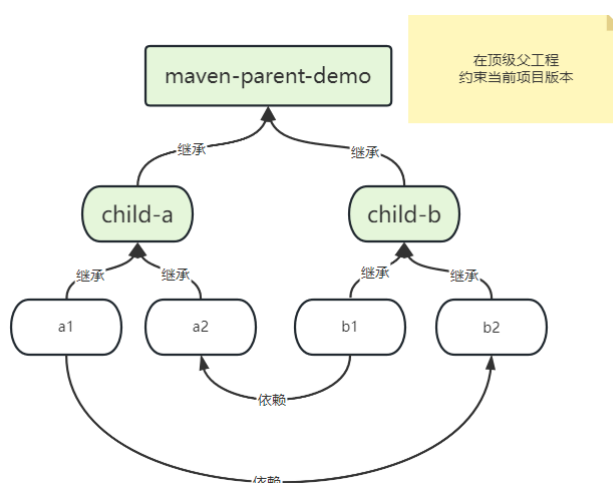 在顶级父工程
约束当前项目版本
maven-parent-demo
继承
继承
child-a
child-b
继承
继承
继承
继承
a1
a2
b1
b2
依赖
依赖